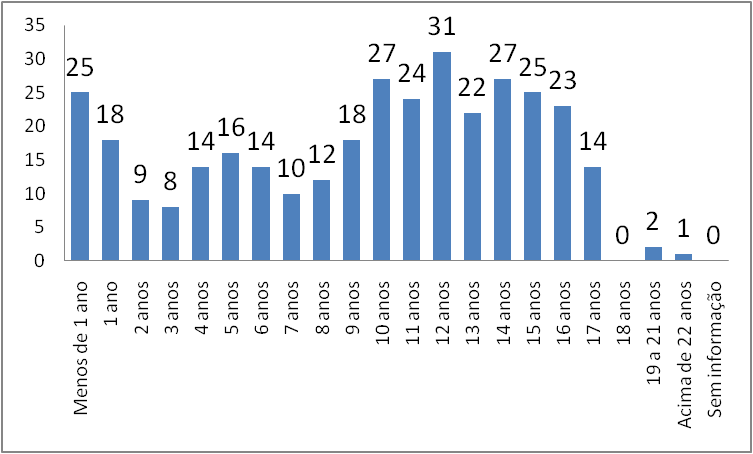 35
30
25
20
15
10
5
0
25
18
9
8
14
16
14
10
12
18
27
24
31
22
27
25
23
14
0
2
1
0
Menos de 1 ano
1 ano
2 anos
3 anos
4 anos
5 anos
6 anos
7 anos
8 anos
9 anos
10 anos
11 anos
12 anos
13 anos
14 anos
15 anos
16 anos
17 anos
18 anos
19 a 21 anos
Acima de 22 anos
Sem informação